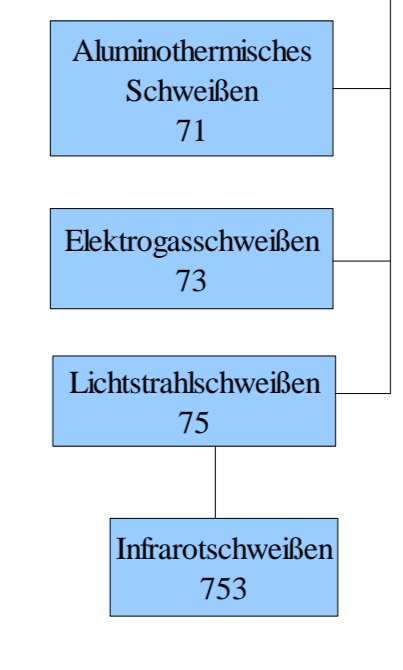 Aluminothermisches
Schweißen
71
Elektrogasschweißen
73
Lichtstrahlschweißen
75
Infrarotschweißen
753